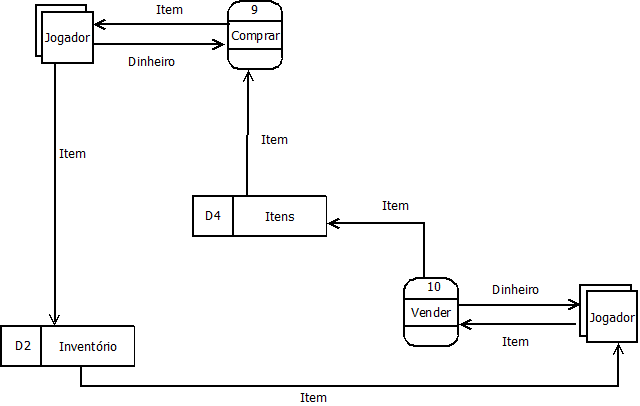 Item
9
Jogador
Comprar
Dinheiro
Item
Item
Item
D4
Itens
10
Dinheiro
Vender
Jogador
Item
D2
Inventório
Item